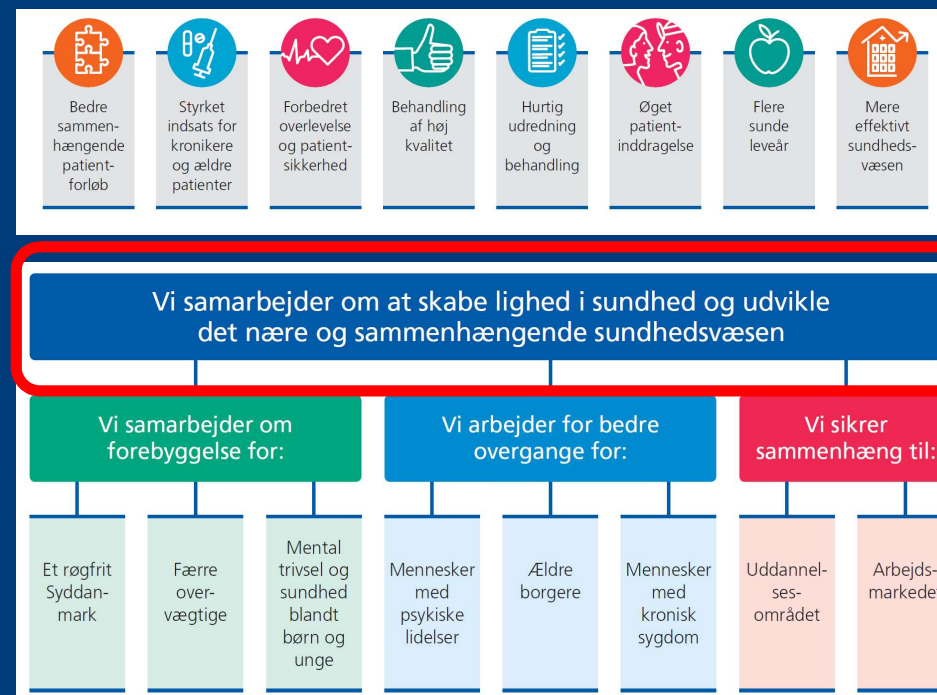 Bedre
sammen-
hængende
patient-
forløb
Styrket
indsats for
kronikere
og ældre
patienter
Forbedret
overlevelse
og patient-
sikkerhed
Behandling
af høj
kvalitet
Hurtig
udredning
og
behandling
Øget
patient-
inddragelse
Flere
sunde
leveår
Mere
effektivt
sundheds-
væsen
Vi samarbejder om at skabe lighed i sundhed og udvikle
det nære og sammenhængende sundhedsvæsen
Vi samarbejder om
forebyggelse for:
Vi arbejder for bedre
overgange for:
Vi sikrer
sammenhæng til:
Et røgfrit
Syddan-
mark
Færre
over-
vægtige
Mental
trivsel og
sundhed
blandt
børn og
unge
Mennesker
med
psykiske
lidelser
Ældre
borgere
Mennesker
med
kronisk
sygdom
Uddannel-
ses-
området
Arbejds-
markedet